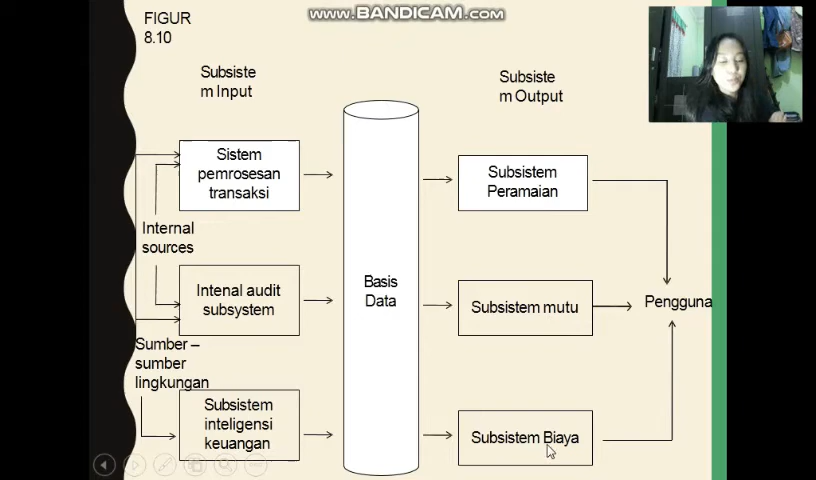 www.BANDICAM.com
FIGUR
8.10
Subsiste
m Input
Subsiste
m Output
Sistem
pemrosesan
transaksi
Subsistem
Peramaian
Internal
sources
Intenal audit
subsystem
Basis
Data
Subsistem mutu
Pengguna
Sumber –
sumber
lingkungan
Subsistem
inteligensi
keuangan
Subsistem Biaya